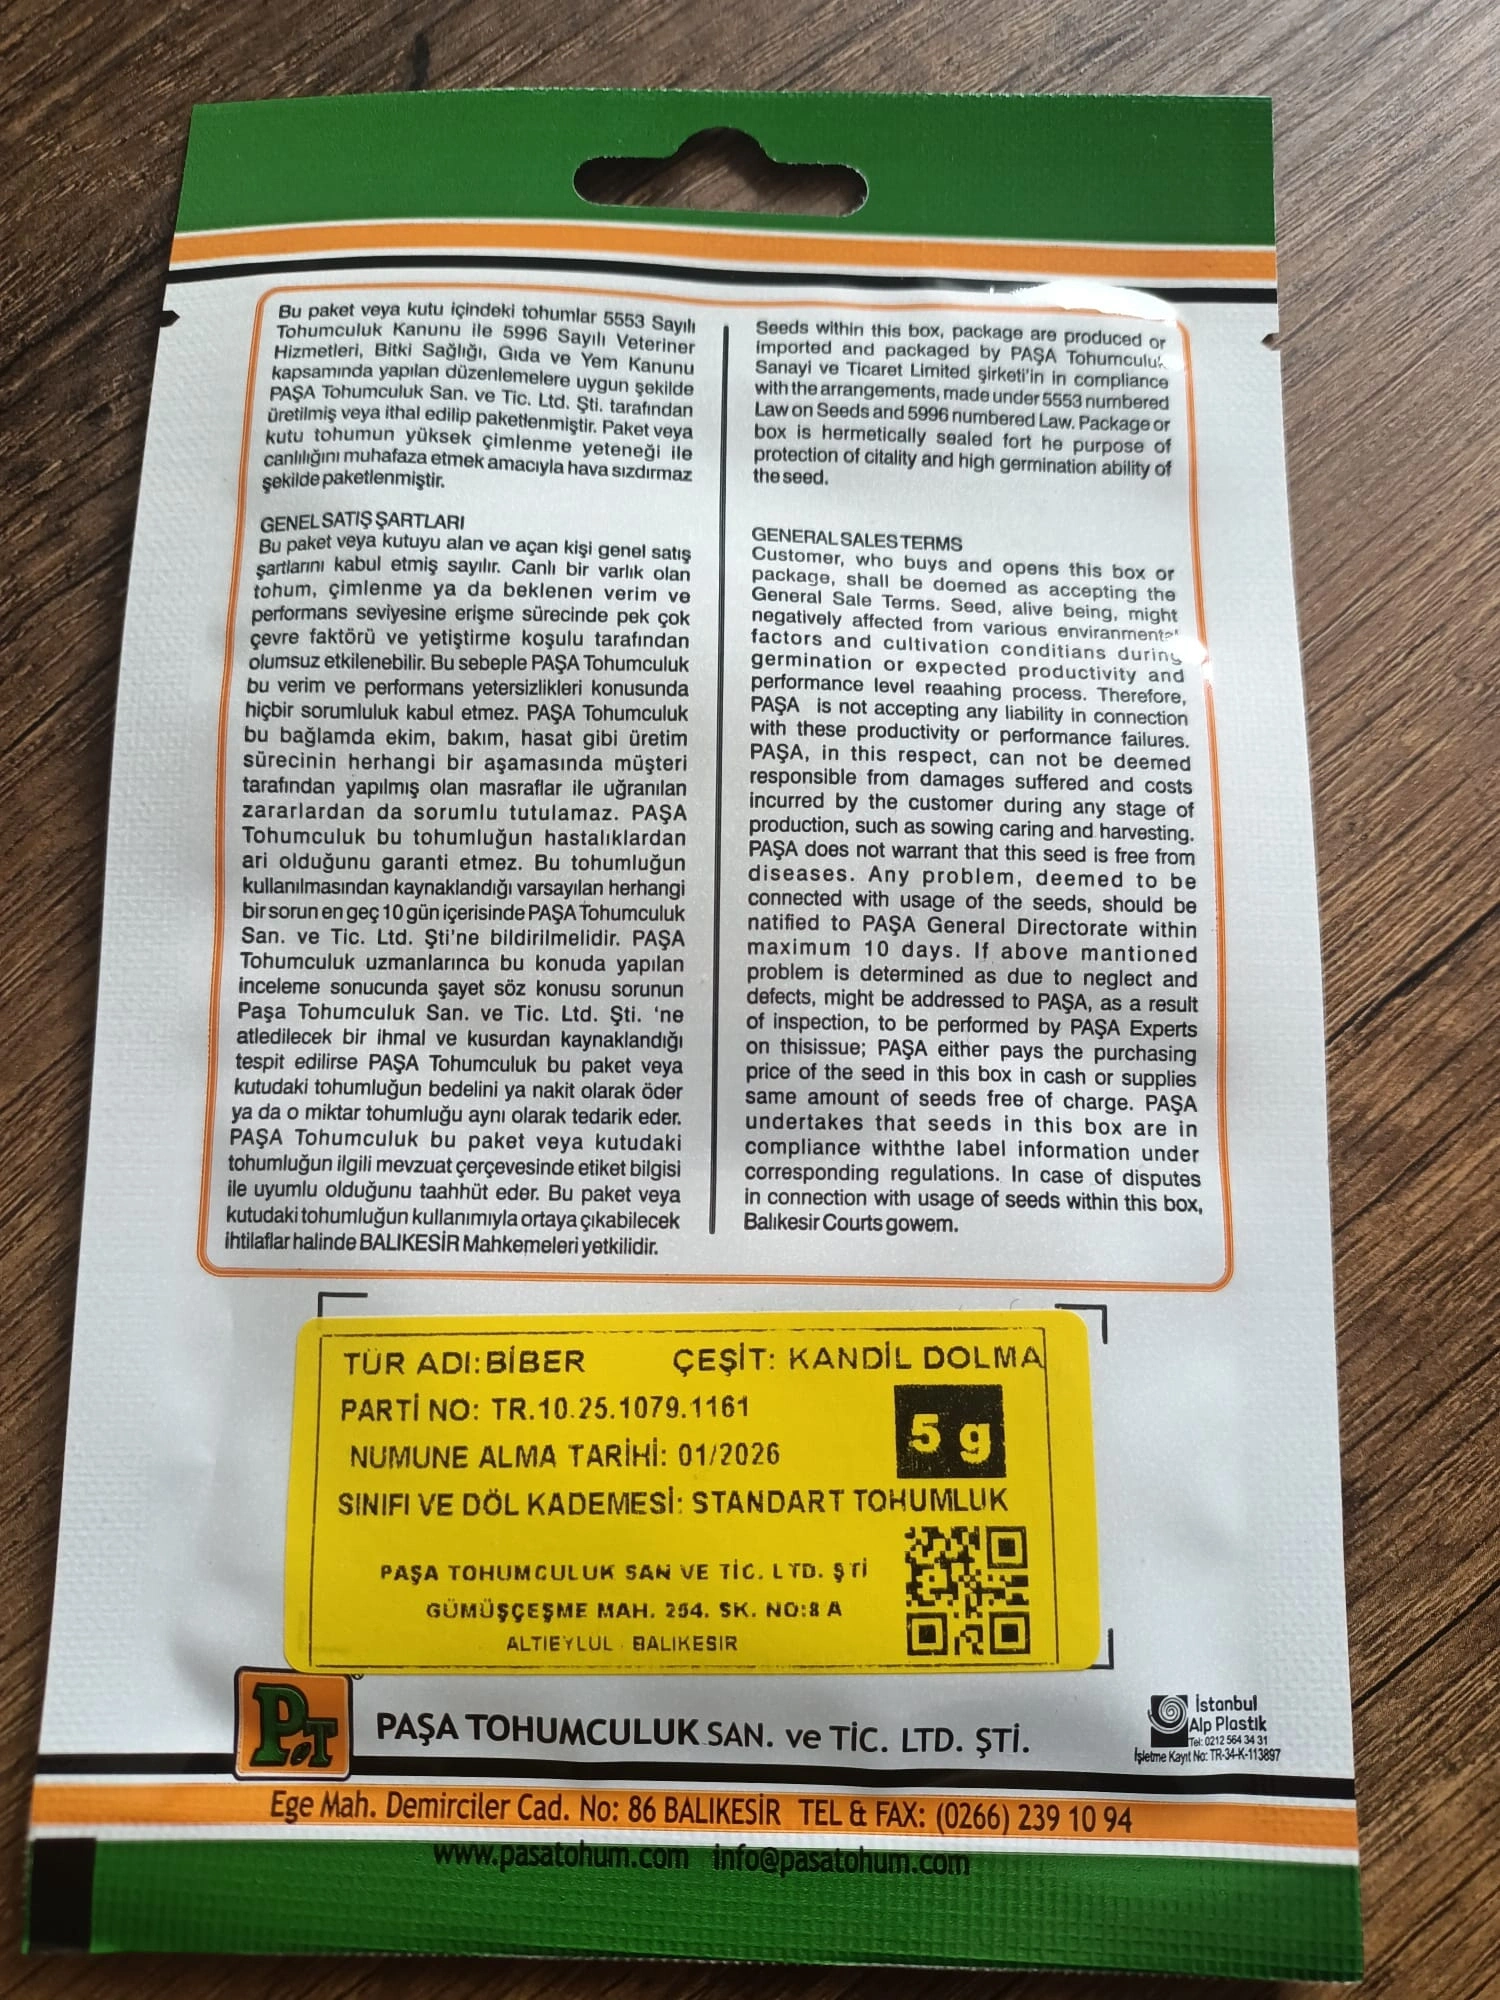 Bu paket veya kutu içindeki tohumlar 5553 Sayılı
Tohumculuk Kanunu ile 5996 Sayılı Veteriner
Hizmetleri, Bitki Sağlığı, Gıda ve Yem Kanunu
kapsamında yapılan düzenlemelere uygun şekilde
PAŞA Tohumculuk San. ve Tic. Ltd. Şti. tarafından
üretilmiş veya ithal edilip paketlenmiştir. Paket veya
kutu tohumun yüksek çimlenme yeteneği ile
canlılığını muhafaza etmek amacıyla hava sızdırmaz
şekilde paketlenmiştir.
GENEL SATIŞ ŞARTLARI
Bu paket veya kutuyu alan ve açan kişi genel satış
şartlarını kabul etmiş sayılır. Canlı bir varlık olan
tohum, çimlenme ya da beklenen verim ve
performans seviyesine erişme sürecinde pek çok
çevre faktörü ve yetiştirme koşulu tarafından
olumsuz etkilenebilir. Bu sebeple PAŞA Tohumculuk
bu verim ve performans yetersizlikleri konusunda
hiçbir sorumluluk kabul etmez. PAŞA Tohumculuk
bu bağlamda ekim, bakım, hasat gibi üretim
sürecinin herhangi bir aşamasında müşteri
tarafından yapılmış olan masraflar ile uğranılan
zararlardan da sorumlu tutulamaz. PAŞA
Tohumculuk bu tohumluğun hastalıklardan
ari olduğunu garanti etmez. Bu tohumluğun
kullanılmasından kaynaklandığı varsayılan herhangi
bir sorun en geç 10 gün içerisinde PAŞA Tohumculuk
San. ve Tic. Ltd. Şti'ne bildirilmelidir. PAŞA
Tohumculuk uzmanlarınca bu konuda yapılan
inceleme sonucunda şayet söz konusu sorunun
Paşa Tohumculuk San. ve Tic. Ltd. Şti. 'ne
atledilecek bir ihmal ve kusurdan kaynaklandığı
tespit edilirse PAŞA Tohumculuk bu paket veya
kutudaki tohumluğun bedelini ya nakit olarak öder
ya da o miktar tohumluğu aynı olarak tedarik eder.
PAŞA Tohumculuk bu paket veya kutudaki
tohumluğun ilgili mevzuat çerçevesinde etiket bilgisi
ile uyumlu olduğunu taahhüt eder. Bu paket veya
kutudaki tohumluğun kullanımıyla ortaya çıkabilecek
ihtilaflar halinde BALIKESİR Mahkemeleri yetkilidir.
Seeds within this box, package are produced or
imported and packaged by PAŞA Tohumculuk
Sanayi ve Ticaret Limited şirketi'in in compliance
with the arrangements, made under 5553 numbered
Law on Seeds and 5996 numbered Law. Package or
box is hermetically sealed fort he purpose of
protection of citality and high germination ability of
the seed.
GENERAL SALES TERMS
Customer, who buys and opens this box or
package, shall be doemed as accepting the
General Sale Terms. Seed, alive being, might
negatively affected from various enviranmental
factors and cultivation conditians during
germination or expected productivity and
performance level reaahing process. Therefore,
PAŞA is not accepting any liability in connection
with these productivity or performance failures.
PAŞA, in this respect, can not be deemed
responsible from damages suffered and costs
incurred by the customer during any stage of
production, such as sowing caring and harvesting.
PAŞA does not warrant that this seed is free from
diseases. Any problem, deemed to be
connected with usage of the seeds, should be
natified to PAŞA General Directorate within
maximum 10 days. If above mantioned
problem is determined as due to neglect and
defects, might be addressed to PAŞA, as a result
of inspection, to be performed by PAŞA Experts
on thisissue; PAŞA either pays the purchasing
price of the seed in this box in cash or supplies
same amount of seeds free of charge. PAŞA
undertakes that seeds in this box are in
compliance withthe label information under
corresponding regulations. In case of disputes
in connection with usage of seeds within this box,
Balıkesir Courts gowem.
TÜR ADI: BİBER ÇEŞİT: KANDİL DOLMA
PARTİ NO: TR.10.25.1079.1161
5 g
NUMUNE ALMA TARİHİ: 01/2026
SINIFI VE DÖL KADEMESİ: STANDART TOHUMLUK
PAŞA TOHUMCULUK SAN VE TİC. LTD. ŞTİ
GÜMÜŞÇEŞME MAH. 254. SK. NO:8 A
ALTIEYLUL BALIKESIR
PT
PAŞA TOHUMCULUK SAN. ve TİC. LTD. ŞTİ.
İstanbul
Alp Plastik
Tel: 0212 564 34 31
İşletme Kayıt No: TR-34-K-113897
Ege Mah. Demirciler Cad. No: 86 BALIKESİR TEL & FAX: (0266) 239 10 94
www.pasatohum.com info@pasatohum.com